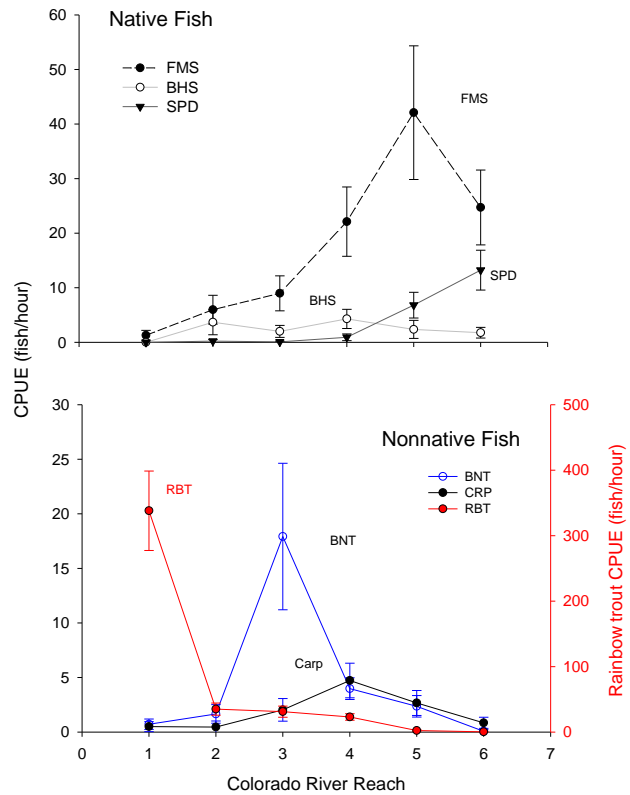 Native Fish
FMS
BHS
SPD
60
50
40
30
20
10
0
FMS
SPD
BHS
CPUE (fish/hour)
30
25
20
15
10
5
0
Nonnative Fish
BNT
CRP
RBT
RBT
BNT
Carp
500
400
300
200
100
0
Rainbow trout CPUE (fish/hour)
0 1 2 3 4 5 6 7
Colorado River Reach